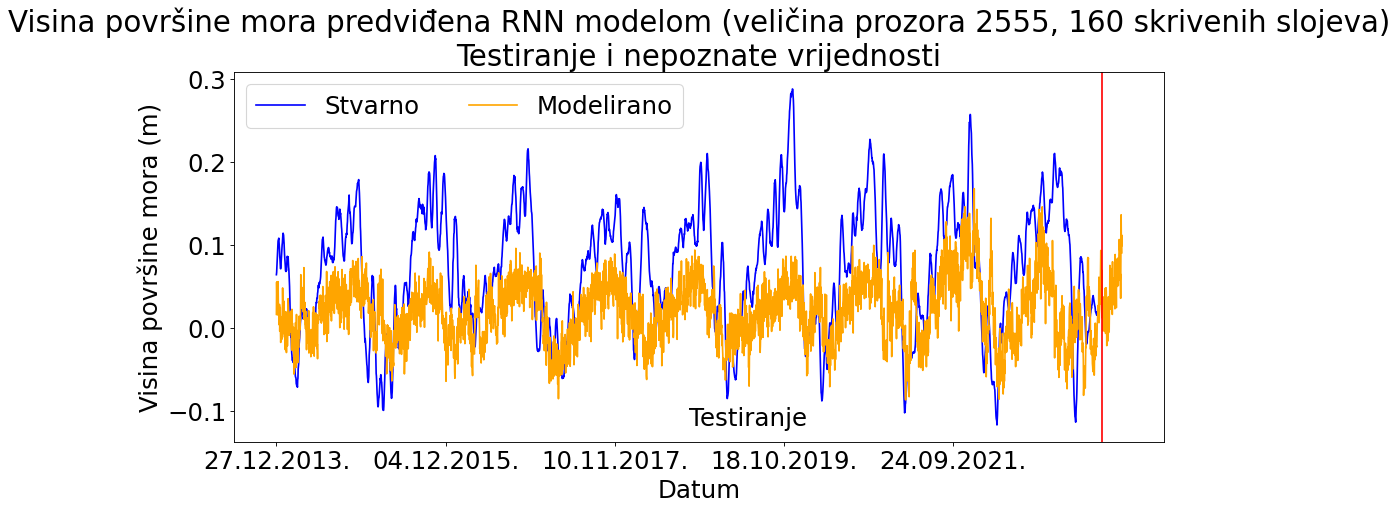 Visina površine mora predviđena RNN modelom (veličina prozora 2555, 160 skrivenih slojeva)
Testiranje i nepoznate vrijednosti
Stvarno
Modelirano
Visina površine mora (m)
0.3
0.2
0.1
0.0
−0.1
Testiranje
27.12.2013.
04.12.2015.
10.11.2017.
18.10.2019.
24.09.2021.
Datum